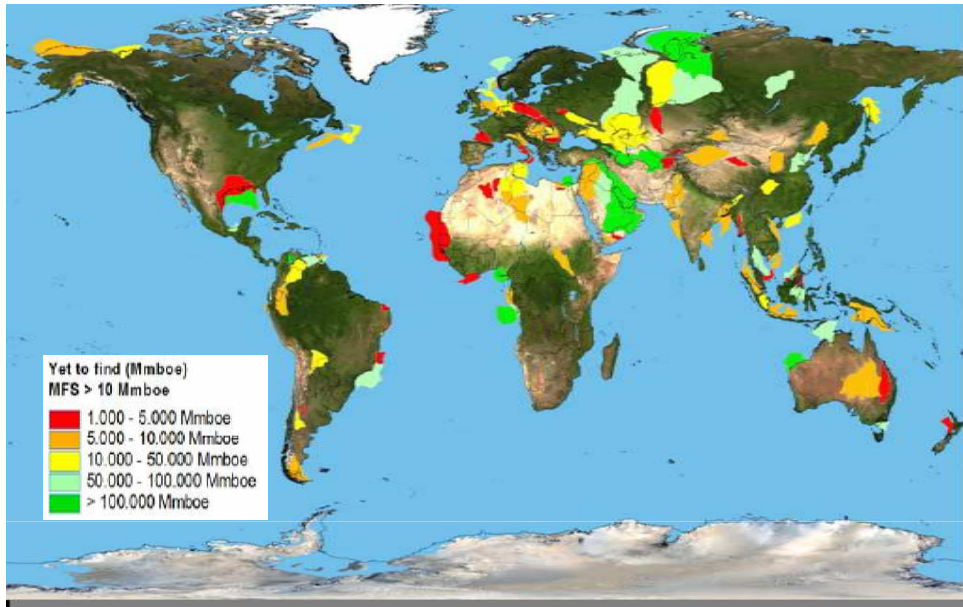 Yet to find (Mmboe)
MFS > 10 Mmboe
1.000 - 5.000 Mmboe
5.000 - 10.000 Mmboe
10.000 - 50.000 Mmboe
50.000 - 100.000 Mmboe
> 100.000 Mmboe